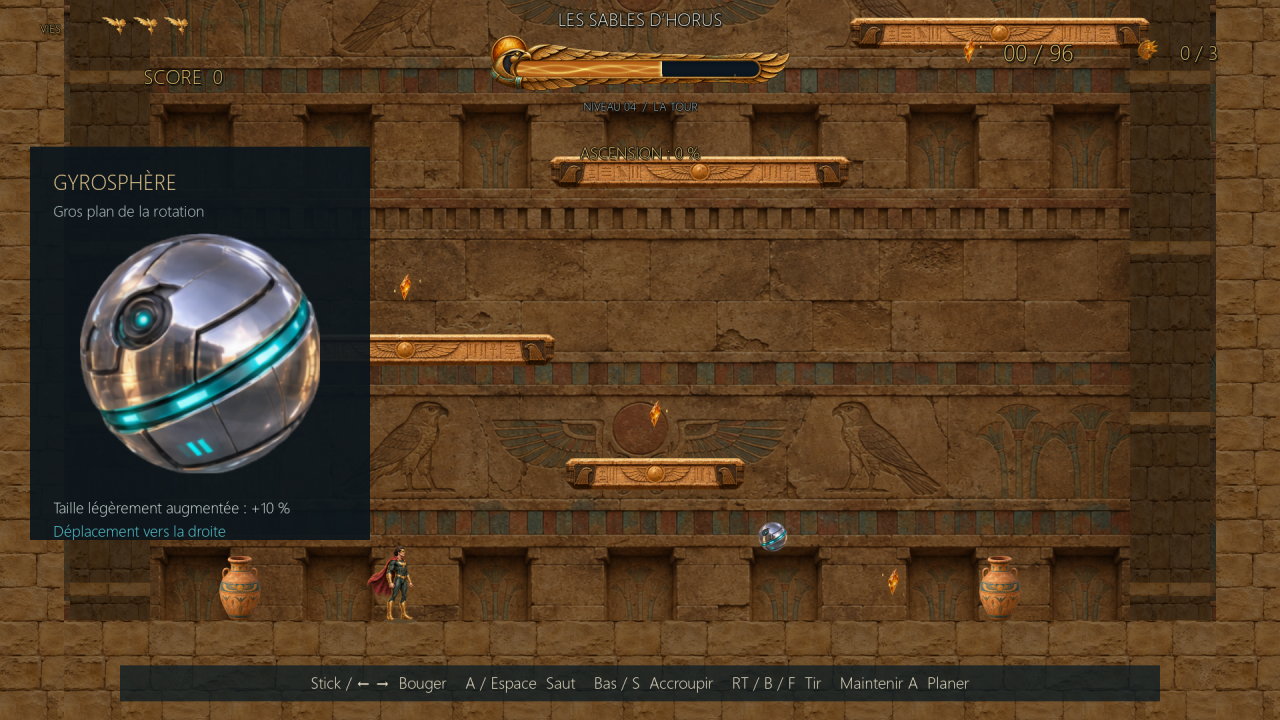 VIES
LES SABLES D'HORUS
00 / 96
0 / 3
SCORE 0
NIVEAU 04 / LA TOUR
ASCENSION : 0 %
GYROSPHÈRE
Gros plan de la rotation
Taille légèrement augmentée : +10 %
Déplacement vers la droite
Stick / ← → Bouger A / Espace Saut Bas / S Accroupir RT / B / F Tir Maintenir A Planer